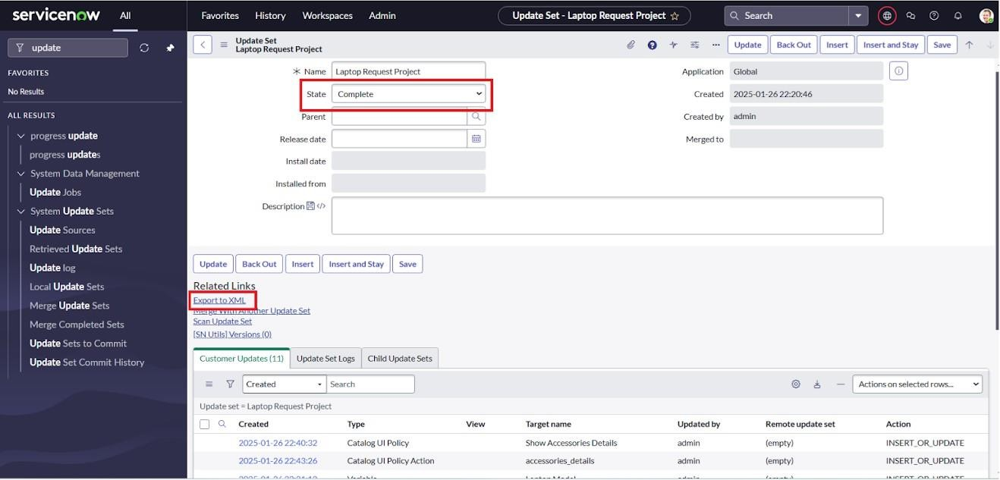 servicenow All Favorites History Workspaces Admin Update Set - Laptop Request Project Search
update
FAVORITES
No Results
ALL RESULTS
progress update
progress updates
System Data Management
Update Jobs
System Update Sets
Update Sources
Retrieved Update Sets
Update log
Local Update Sets
Merge Update Sets
Merge Completed Sets
Update Sets to Commit
Update Set Commit History
Update Set
Laptop Request Project
Update Back Out Insert Insert and Stay Save
Name Laptop Request Project
State Complete
Parent
Release date
Install date
Installed from
Description
Application Global
Created 2025-01-26 22:20:46
Created by admin
Merged to
Update Back Out Insert Insert and Stay Save
Related Links
Export to XML
Merge With Another Update Set
Scan Update Set
[SN Utils] Versions (0)
Customer Updates (11) Update Set Logs Child Update Sets
Created Search Actions on selected rows...
Update set = Laptop Request Project
Created Type View Target name Updated by Remote update set Action
2025-01-26 22:40:32 Catalog UI Policy Show Accessories Details admin (empty) INSERT_OR_UPDATE
2025-01-26 22:43:26 Catalog UI Policy Action accessories_details admin (empty) INSERT_OR_UPDATE